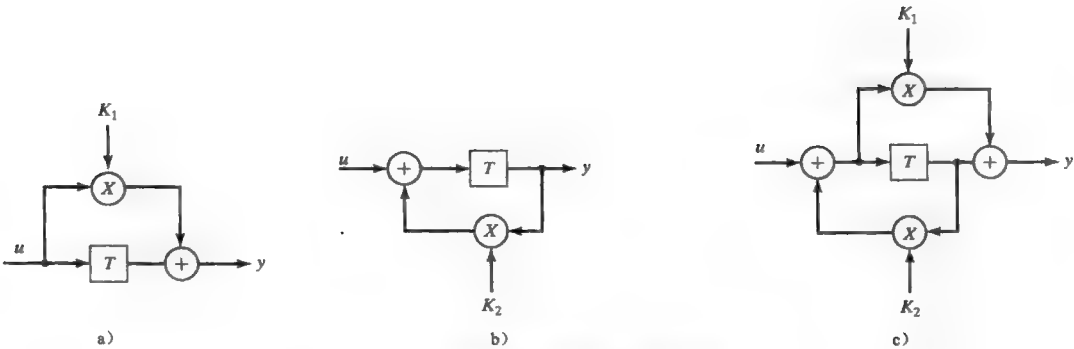 K₁
X
u
T
+
y
a）
u
+
T
y
X
K₂
b）
K₁
X
u
+
T
+
y
X
K₂
c）